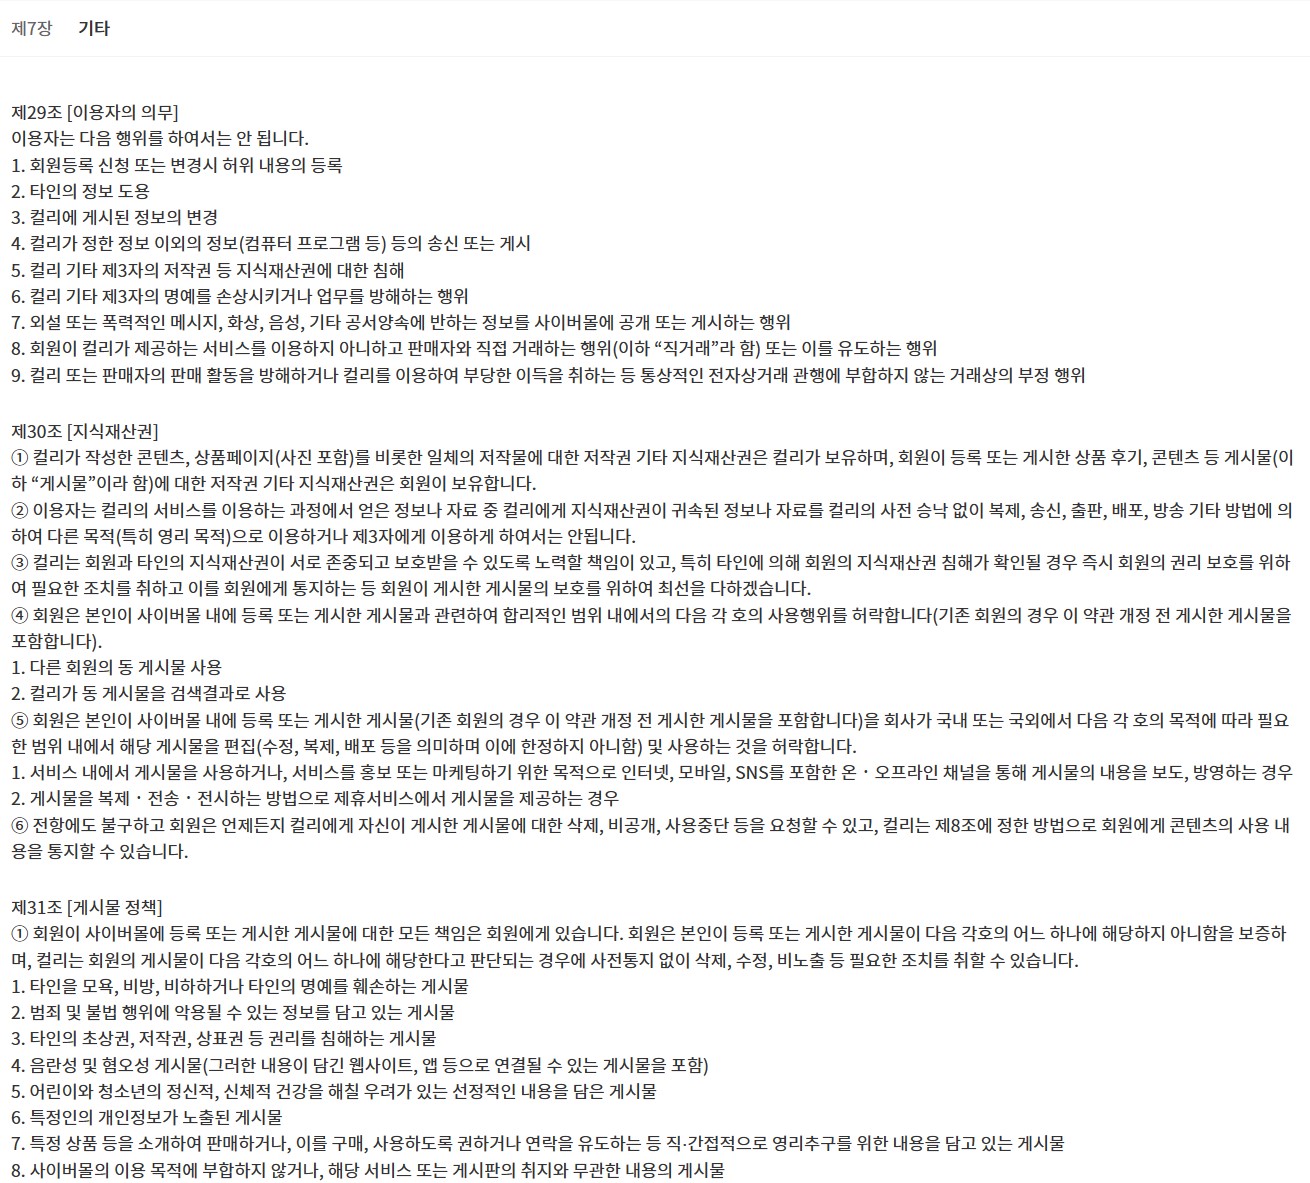 제7장 기타
제29조 [이용자의 의무]
이용자는 다음 행위를 하여서는 안 됩니다.
1. 회원등록 신청 또는 변경시 허위 내용의 등록
2. 타인의 정보 도용
3. 컬리에 게시된 정보의 변경
4. 컬리가 정한 정보 이외의 정보(컴퓨터 프로그램 등) 등의 송신 또는 게시
5. 컬리 기타 제3자의 저작권 등 지식재산권에 대한 침해
6. 컬리 기타 제3자의 명예를 손상시키거나 업무를 방해하는 행위
7. 외설 또는 폭력적인 메시지, 화상, 음성, 기타 공서양속에 반하는 정보를 사이버몰에 공개 또는 게시하는 행위
8. 회원이 컬리가 제공하는 서비스를 이용하지 아니하고 판매자와 직접 거래하는 행위(이하 “직거래”라 함) 또는 이를 유도하는 행위
9. 컬리 또는 판매자의 판매 활동을 방해하거나 컬리를 이용하여 부당한 이득을 취하는 등 통상적인 전자상거래 관행에 부합하지 않는 거래상의 부정 행위
제30조 [지식재산권]
① 컬리가 작성한 콘텐츠, 상품페이지(사진 포함)를 비롯한 일체의 저작물에 대한 저작권 기타 지식재산권은 컬리가 보유하며, 회원이 등록 또는 게시한 상품 후기, 콘텐츠 등 게시물(이
하 “게시물”이라 함)에 대한 저작권 기타 지식재산권은 회원이 보유합니다.
② 이용자는 컬리의 서비스를 이용하는 과정에서 얻은 정보나 자료 중 컬리에게 지식재산권이 귀속된 정보나 자료를 컬리의 사전 승낙 없이 복제, 송신, 출판, 배포, 방송 기타 방법에 의
하여 다른 목적(특히 영리 목적)으로 이용하거나 제3자에게 이용하게 하여서는 안됩니다.
③ 컬리는 회원과 타인의 지식재산권이 서로 존중되고 보호받을 수 있도록 노력할 책임이 있고, 특히 타인에 의해 회원의 지식재산권 침해가 확인될 경우 즉시 회원의 권리 보호를 위하
여 필요한 조치를 취하고 이를 회원에게 통지하는 등 회원이 게시한 게시물의 보호를 위하여 최선을 다하겠습니다.
④ 회원은 본인이 사이버몰 내에 등록 또는 게시한 게시물과 관련하여 합리적인 범위 내에서의 다음 각 호의 사용행위를 허락합니다(기존 회원의 경우 이 약관 개정 전 게시한 게시물을
포함합니다).
1. 다른 회원의 동 게시물 사용
2. 컬리가 동 게시물을 검색결과로 사용
⑤ 회원은 본인이 사이버몰 내에 등록 또는 게시한 게시물(기존 회원의 경우 이 약관 개정 전 게시한 게시물을 포함합니다)을 회사가 국내 또는 국외에서 다음 각 호의 목적에 따라 필요
한 범위 내에서 해당 게시물을 편집(수정, 복제, 배포 등을 의미하며 이에 한정하지 아니함) 및 사용하는 것을 허락합니다.
1. 서비스 내에서 게시물을 사용하거나, 서비스를 홍보 또는 마케팅하기 위한 목적으로 인터넷, 모바일, SNS를 포함한 온・오프라인 채널을 통해 게시물의 내용을 보도, 방영하는 경우
2. 게시물을 복제・전송・전시하는 방법으로 제휴서비스에서 게시물을 제공하는 경우
⑥ 전항에도 불구하고 회원은 언제든지 컬리에게 자신이 게시한 게시물에 대한 삭제, 비공개, 사용중단 등을 요청할 수 있고, 컬리는 제8조에 정한 방법으로 회원에게 콘텐츠의 사용 내
용을 통지할 수 있습니다.
제31조 [게시물 정책]
① 회원이 사이버몰에 등록 또는 게시한 게시물에 대한 모든 책임은 회원에게 있습니다. 회원은 본인이 등록 또는 게시한 게시물이 다음 각호의 어느 하나에 해당하지 아니함을 보증하
며, 컬리는 회원의 게시물이 다음 각호의 어느 하나에 해당한다고 판단되는 경우에 사전통지 없이 삭제, 수정, 비노출 등 필요한 조치를 취할 수 있습니다.
1. 타인을 모욕, 비방, 비하하거나 타인의 명예를 훼손하는 게시물
2. 범죄 및 불법 행위에 악용될 수 있는 정보를 담고 있는 게시물
3. 타인의 초상권, 저작권, 상표권 등 권리를 침해하는 게시물
4. 음란성 및 혐오성 게시물(그러한 내용이 담긴 웹사이트, 앱 등으로 연결될 수 있는 게시물을 포함)
5. 어린이와 청소년의 정신적, 신체적 건강을 해칠 우려가 있는 선정적인 내용을 담은 게시물
6. 특정인의 개인정보가 노출된 게시물
7. 특정 상품 등을 소개하여 판매하거나, 이를 구매, 사용하도록 권하거나 연락을 유도하는 등 직·간접적으로 영리추구를 위한 내용을 담고 있는 게시물
8. 사이버몰의 이용 목적에 부합하지 않거나, 해당 서비스 또는 게시판의 취지와 무관한 내용의 게시물